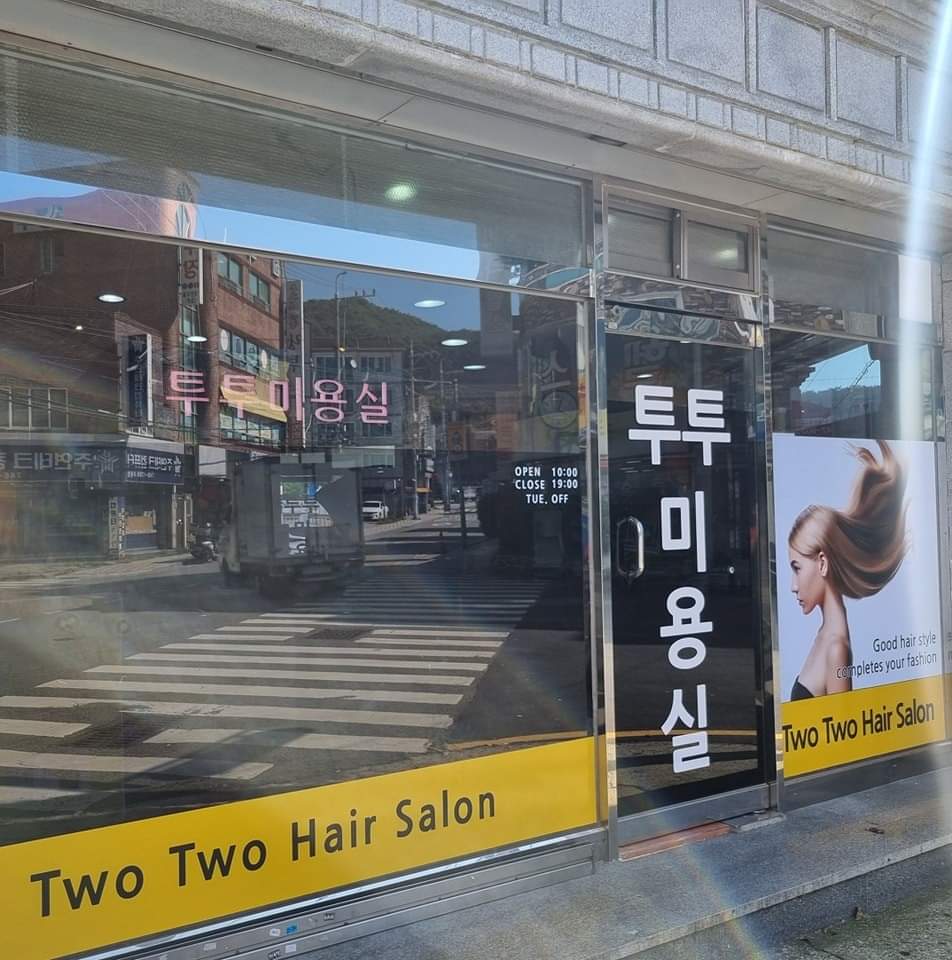 투투미용실
OPEN 10:00
CLOSE 19:00
TUE. OFF
Two Two Hair Salon
투투
미
용
실
Good hair style
completes your fashion
Two Two Hair Salon